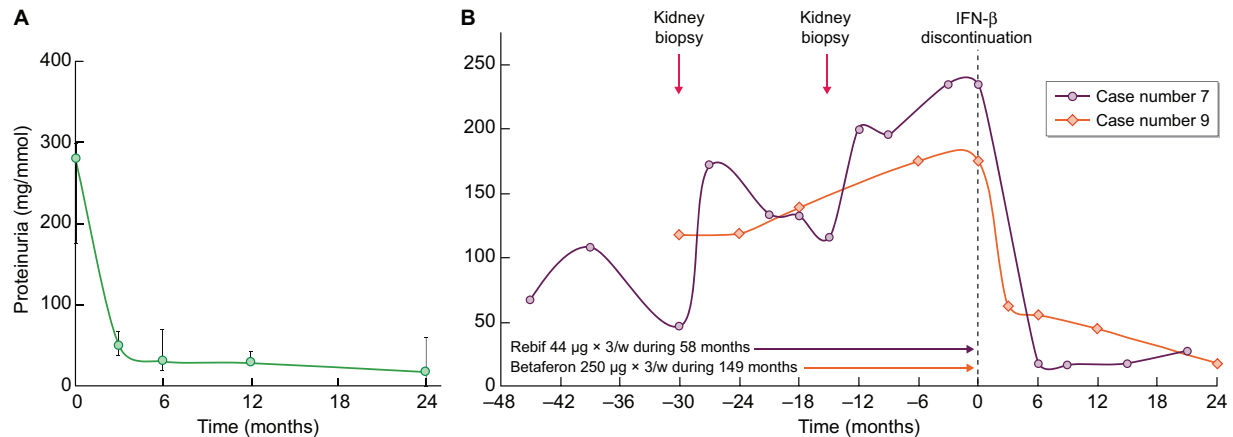 A
Proteinuria (mg/mmol)
400
300
200
100
0
0 6 12 18 24
Time (months)
B
Kidney
biopsy
Kidney
biopsy
IFN-β
discontinuation
250
200
150
100
50
0
Case number 7
Case number 9
Rebif 44 µg × 3/w during 58 months
Betaferon 250 µg × 3/w during 149 months
–48 –42 –36 –30 –24 –18 –12 –6 0 6 12 18 24
Time (months)